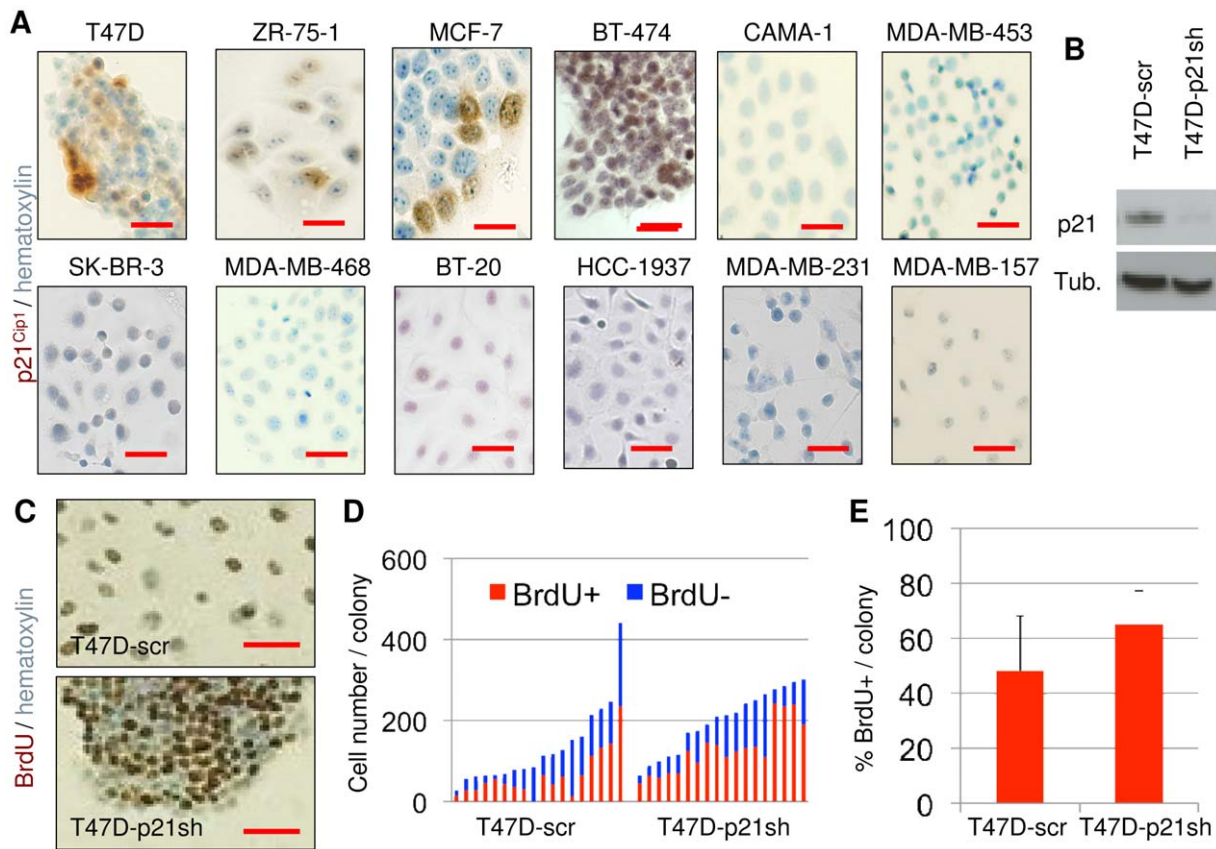 A
T47D ZR-75-1 MCF-7 BT-474 CAMA-1 MDA-MB-453
SK-BR-3 MDA-MB-468 BT-20 HCC-1937 MDA-MB-231 MDA-MB-157
p21Cip1 / hematoxylin
B
T47D-scr
T47D-p21sh
p21
Tub.
C
BrdU / hematoxylin
T47D-scr
T47D-p21sh
D
Cell number / colony
600
400
200
0
BrdU+ BrdU-
T47D-scr T47D-p21sh
E
% BrdU+ / colony
100
80
60
40
20
0
T47D-scr T47D-p21sh